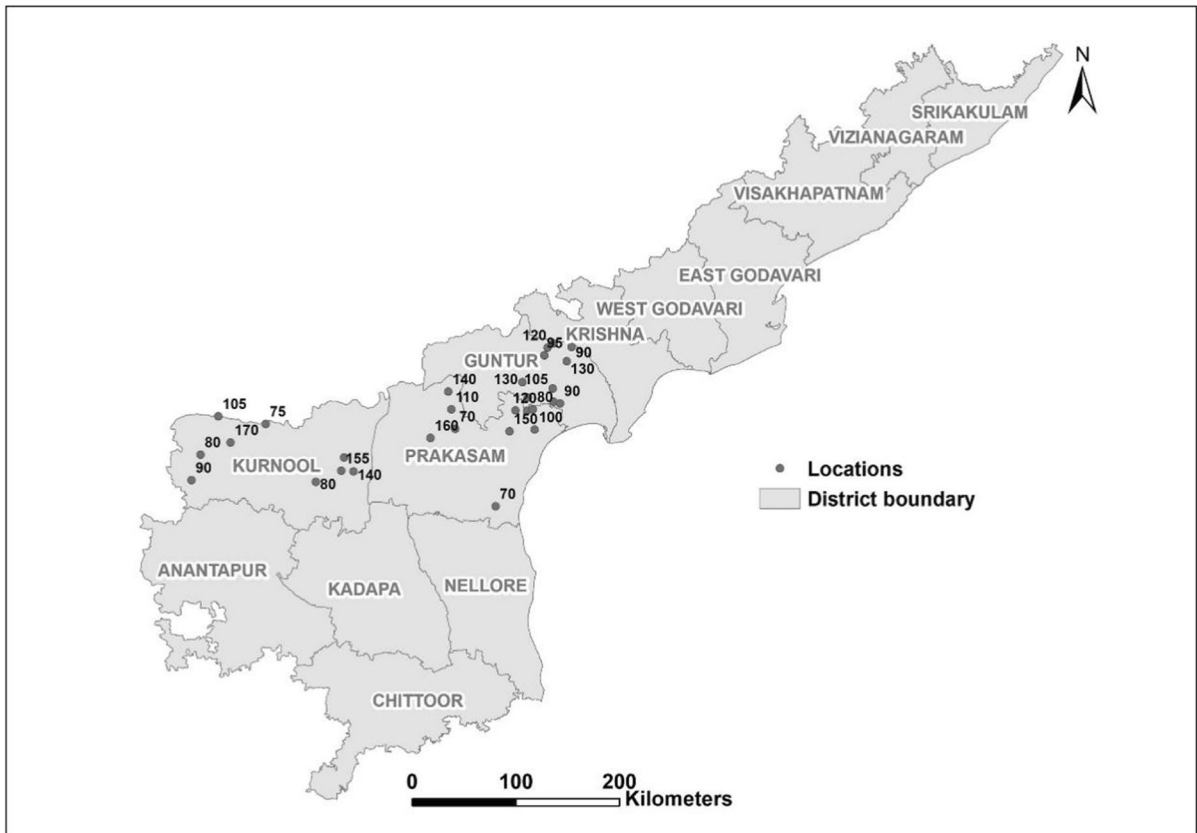 N
SRIKAKULAM
VIZIANAGARAM
VISAKHAPATNAM
EAST GODAVARI
WEST GODAVARI
KRISHNA
120 95 90
GUNTUR
130
140 130 105
110 120 80 90
70 150 100
160
105 75
170
80
PRAKASAM
KURNOOL 155
90
80 140
70
Locations
District boundary
ANANTAPUR
KADAPA
NELLORE
CHITTOOR
0 100 200
Kilometers